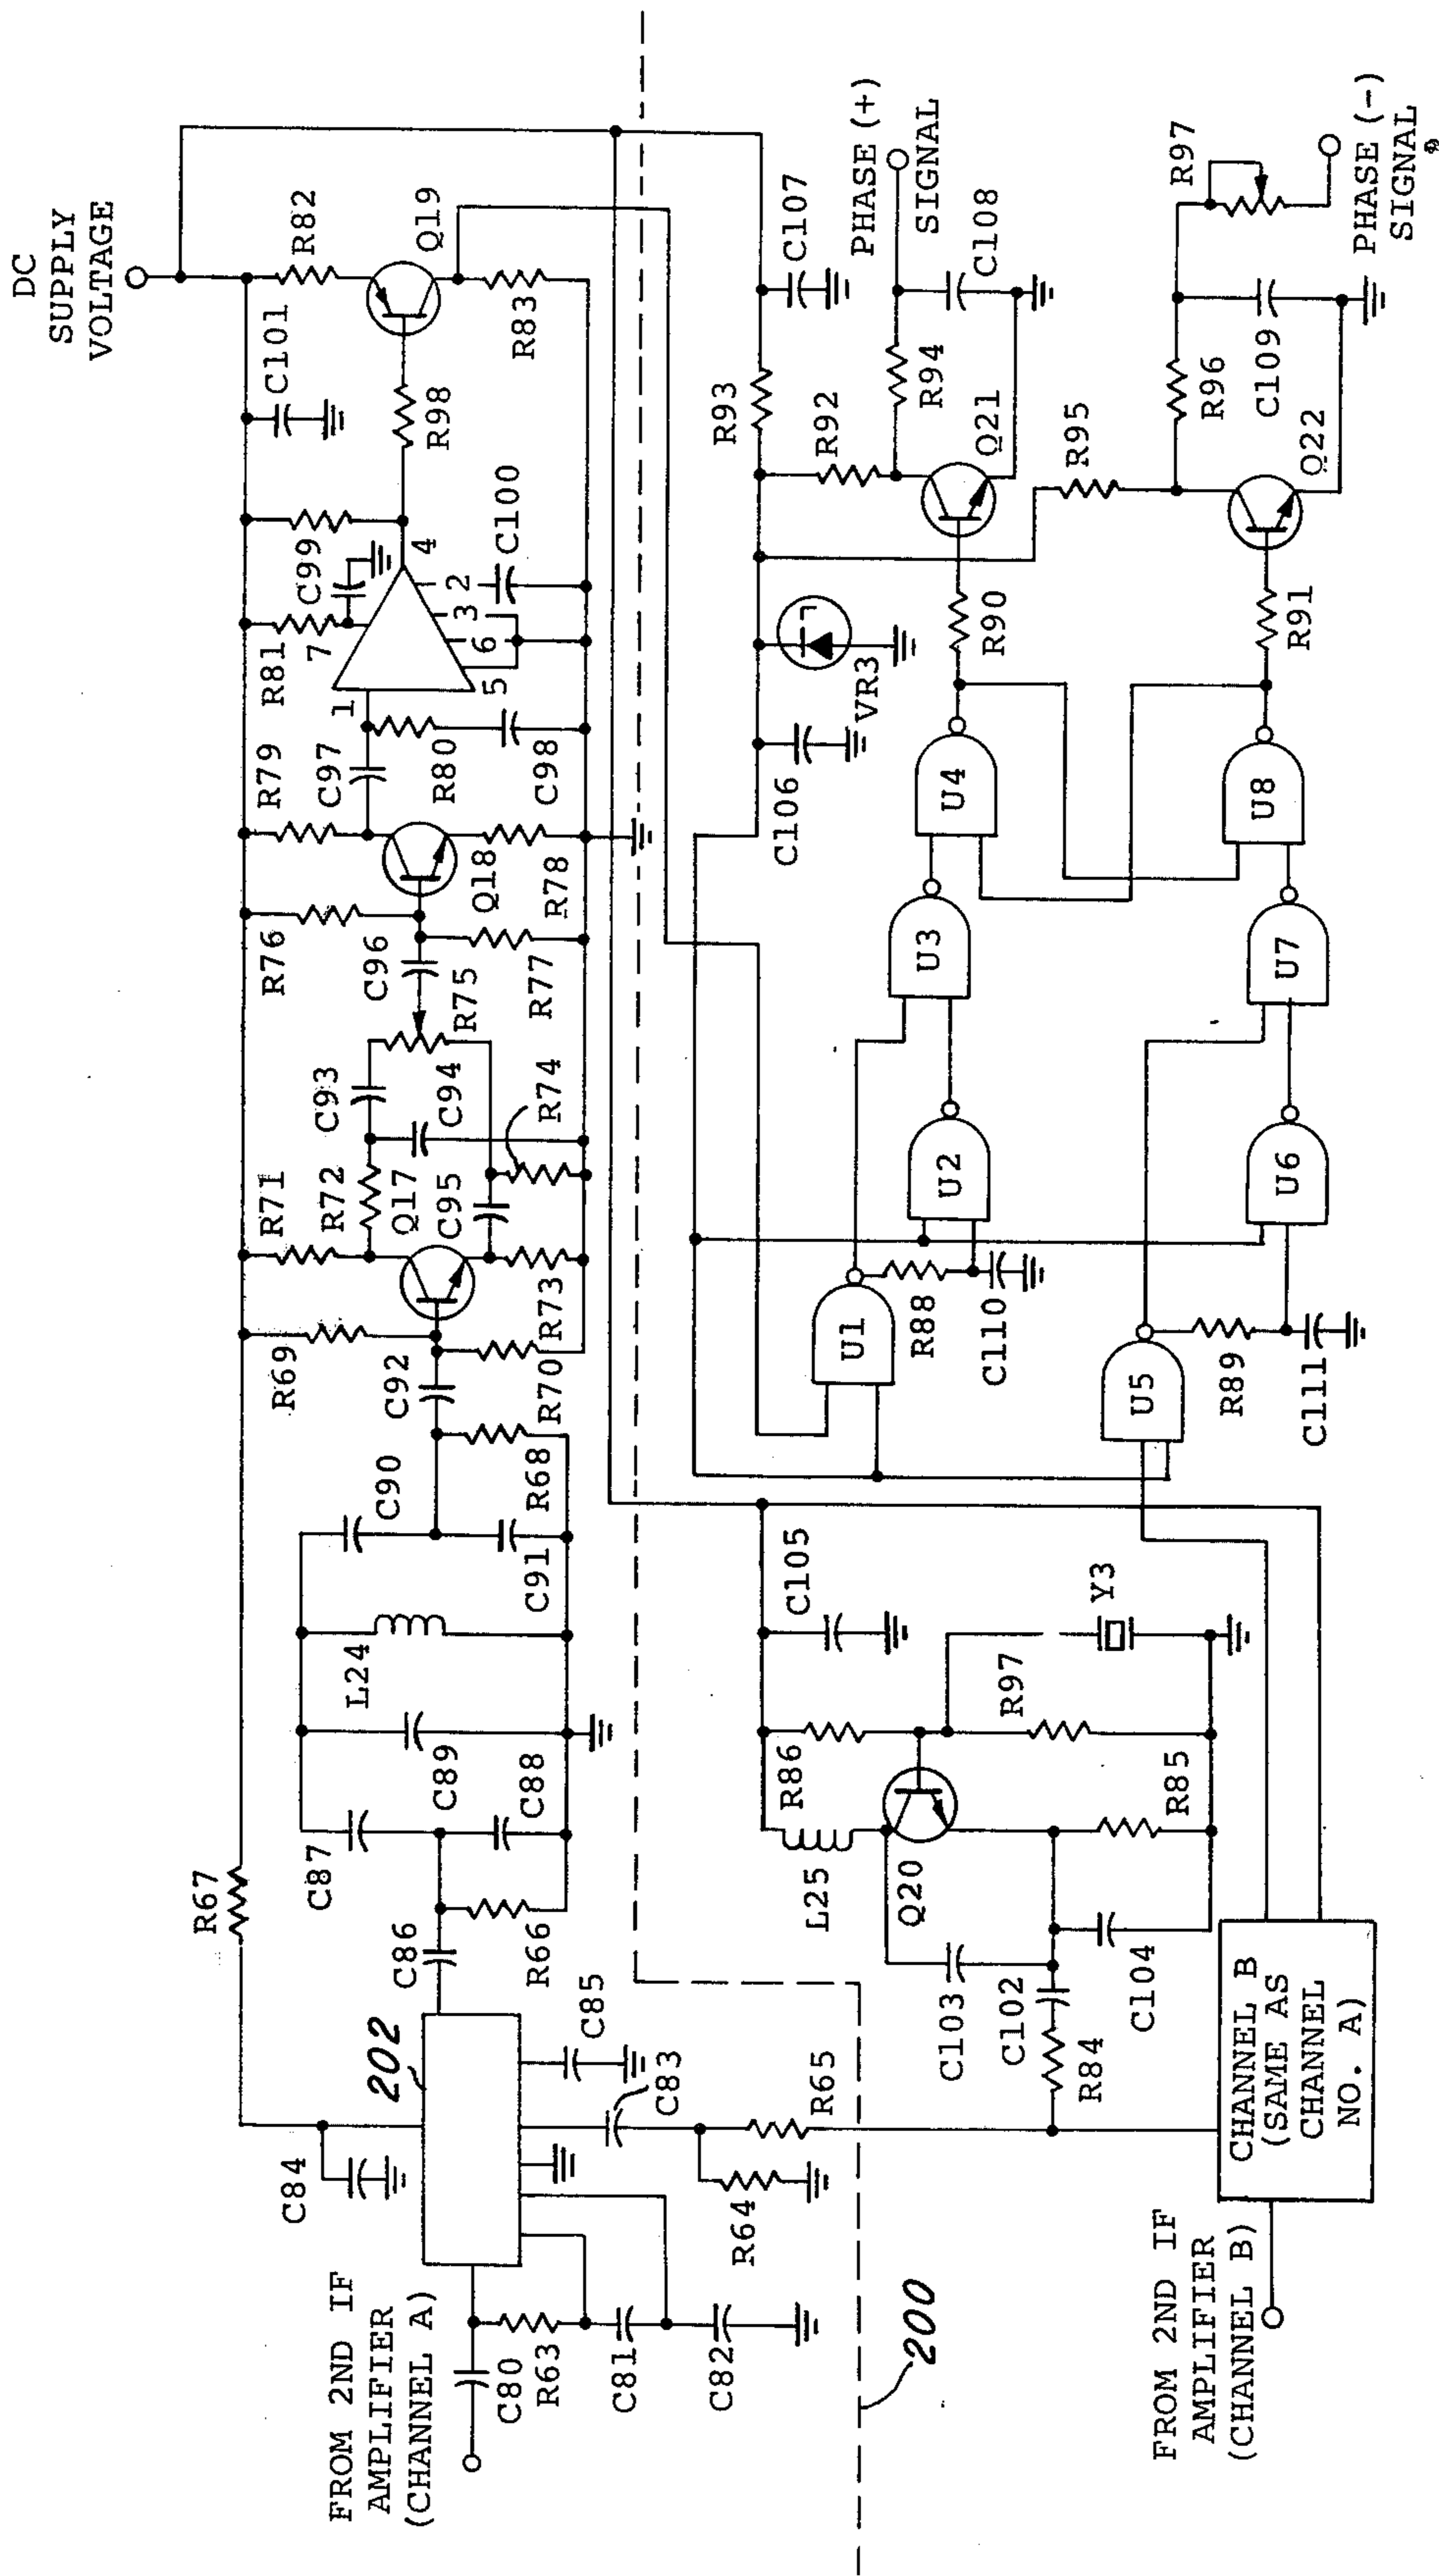 DC
SUPPLY
VOLTAGE
C101
R82
Q19
R83
R98
C100
C99
4
2
3
6
5
7
1
R81
R79
C97
R80
C98
Q18
R78
R76
C96
R75
R77
C93
C94
R74
R71
R72
Q17
C95
R73
R69
C92
R70
C90
R68
C91
L24
C89
C88
C87
R67
C86
R66
202
C85
C83
C84
R65
R64
FROM 2ND IF
AMPLIFIER
(CHANNEL A)
C80
R63
C81
C82
200
PHASE (+)
SIGNAL
C107
C108
R93
R92
R94
Q21
R95
R96
C109
R97
PHASE (-)
SIGNAL
Q22
VR3
C106
R90
R91
U4
U8
U3
U7
U2
U6
U1
U5
R88
C110
R89
C111
C105
Y3
R97
R86
R85
L25
Q20
C103
C102
C104
R84
CHANNEL B
(SAME AS
CHANNEL
NO. A)
FROM 2ND IF
AMPLIFIER
(CHANNEL B)